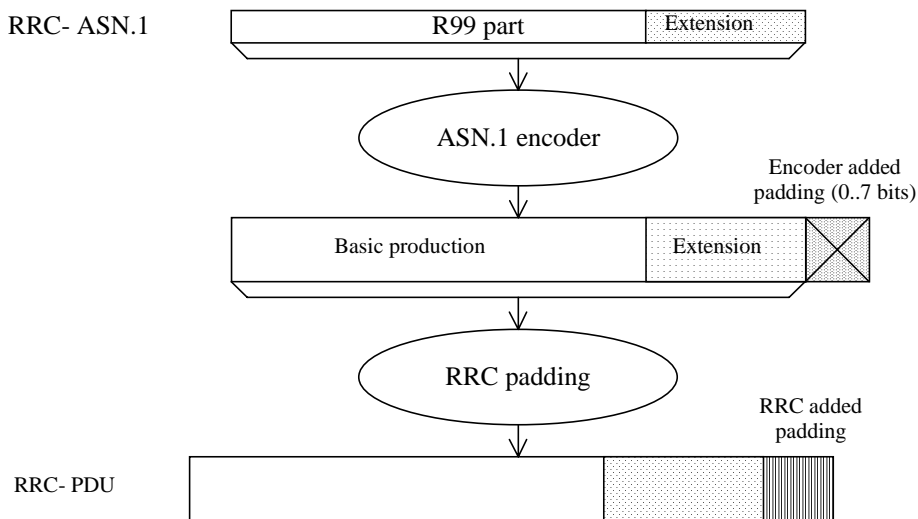 RRC- ASN.1
R99 part
Extension
ASN.1 encoder
Encoder added
padding (0..7 bits)
Basic production
Extension
RRC padding
RRC added
padding
RRC- PDU